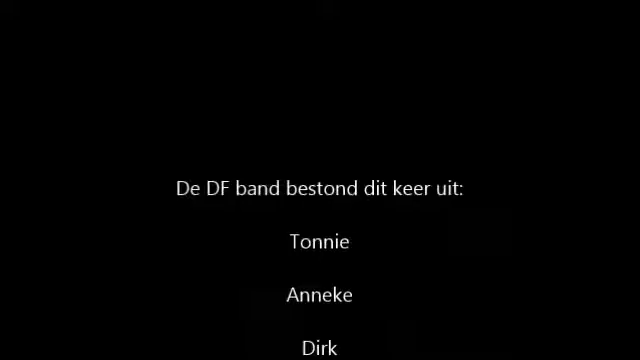 De DF band bestond dit keer uit:
Tonnie
Anneke
Dirk